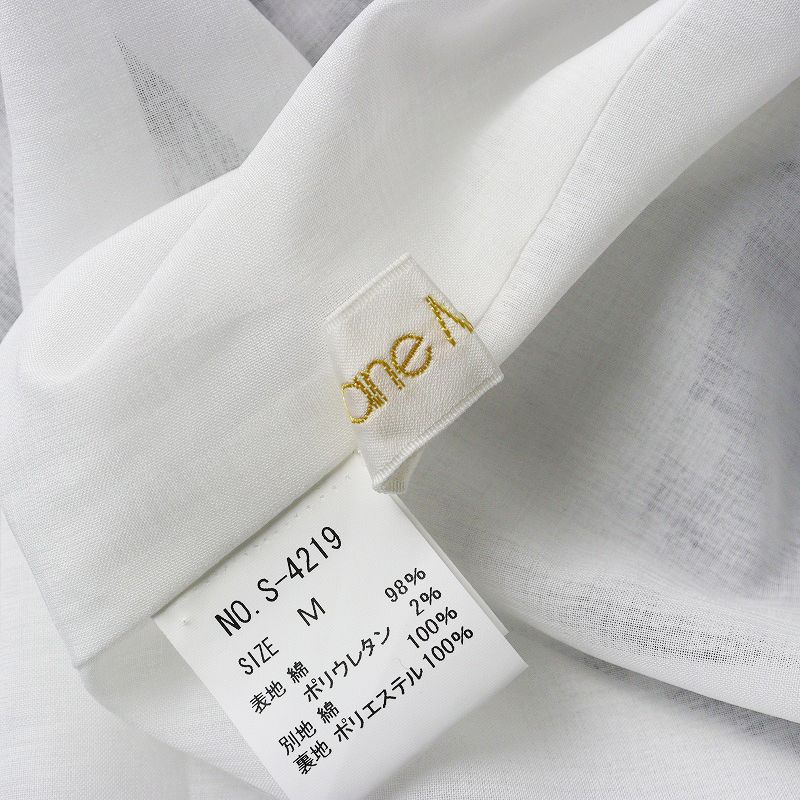 ane M
NO. S-4219
SIZE M
表地 綿 98%
ポリウレタン 2%
別地 綿 100%
裏地 ポリエステル 100%